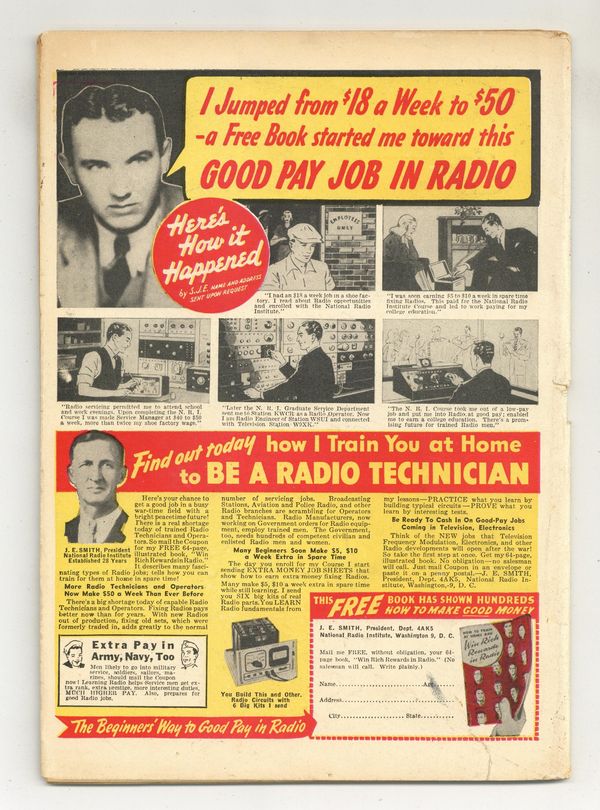 I Jumped from $18 a Week to $50
-a Free Book started me toward this
GOOD PAY JOB IN RADIO
Here's
How it
Happened
by S.J.E. NAME AND ADDRESS
SENT UPON REQUEST
EMPLOYEES
ONLY
"I had an $18 a week job in a shoe fac-
tory. I read about Radio opportunities
and enrolled with the National Radio
Institute."
"I was soon earning $5 to $10 a week in spare time
fixing Radios. This paid for the National Radio
Institute Course and led to work paying for my
college education."
"Radio servicing permitted me to attend school
and work evenings. Upon completing the N. R. I.
Course I was made Service Manager at $40 to $50
a week, more than twice my shoe factory wage."
"Later the N. R. I. Graduate Service Department
sent me to Station KWCR as a Radio Operator. Now
I am Radio Engineer of Station WSUI and connected
with Television Station W9XK."
"The N. R. I. Course took me out of a low-pay
job and put me into Radio at good pay; enabled
me to earn a college education. There's a prom-
ising future for trained Radio men."
Find out today how I Train You at Home
to BE A RADIO TECHNICIAN
J. E. SMITH, President
National Radio Institute
Established 28 Years
Here's your chance to
get a good job in a busy
war-time field with a
bright peacetime future!
There is a real shortage
today of trained Radio
Technicians and Opera-
tors. So mail the Coupon
for my FREE 64-page,
illustrated book, "Win
Rich Rewards in Radio."
It describes many fasci-
nating types of Radio jobs; tells how you can
train for them at home in spare time!
More Radio Technicians and Operators
Now Make $50 a Week Than Ever Before
There's a big shortage today of capable Radio
Technicians and Operators. Fixing Radios pays
better now than for years. With new Radios
out of production, fixing old sets, which were
formerly traded in, adds greatly to the normal
Extra Pay in
Army, Navy, Too
Men likely to go into military
service, soldiers, sailors, ma-
rines, should mail the Coupon
now! Learning Radio helps Service men get ex-
tra rank, extra prestige, more interesting duties,
MUCH HIGHER PAY. Also, prepares for
good Radio jobs.
number of servicing jobs. Broadcasting
Stations, Aviation and Police Radio, and other
Radio branches are scrambling for Operators
and Technicians. Radio Manufacturers, now
working on Government orders for Radio equip-
ment, employ trained men. The Government,
too, needs hundreds of competent civilian and
enlisted Radio men and women.
Many Beginners Soon Make $5, $10
a Week Extra in Spare Time
The day you enroll for my Course I start
sending EXTRA MONEY JOB SHEETS that
show how to earn extra money fixing Radios.
Many make $5, $10 a week extra in spare time
while still learning. I send
you SIX big kits of real
Radio parts. You LEARN
Radio fundamentals from
You Build This and Other
Radio Circuits with
6 Big Kits I send
my lessons—PRACTICE what you learn by
building typical circuits—PROVE what you
learn by interesting tests.
Be Ready To Cash In On Good-Pay Jobs
Coming in Television, Electronics
Think of the NEW jobs that Television
Frequency Modulation, Electronics, and other
Radio developments will open after the war!
So take the first step at once. Get my 64-page,
illustrated book. No obligation—no salesman
will call. Just mail Coupon in an envelope or
paste it on a penny postal.—J. E. SMITH,
President, Dept. 4AK5, National Radio In-
stitute, Washington 9, D. C.
THIS FREE BOOK HAS SHOWN HUNDREDS
HOW TO MAKE GOOD MONEY
J. E. SMITH, President, Dept. 4AK5
National Radio Institute, Washington 9, D. C.
Mail me FREE, without obligation, your 64-
page book, "Win Rich Rewards in Radio." (No
salesman will call. Write plainly.)
Name Age
Address
City State
Win Rich
Rewards
in Radio
The Beginners' Way to Good Pay in Radio